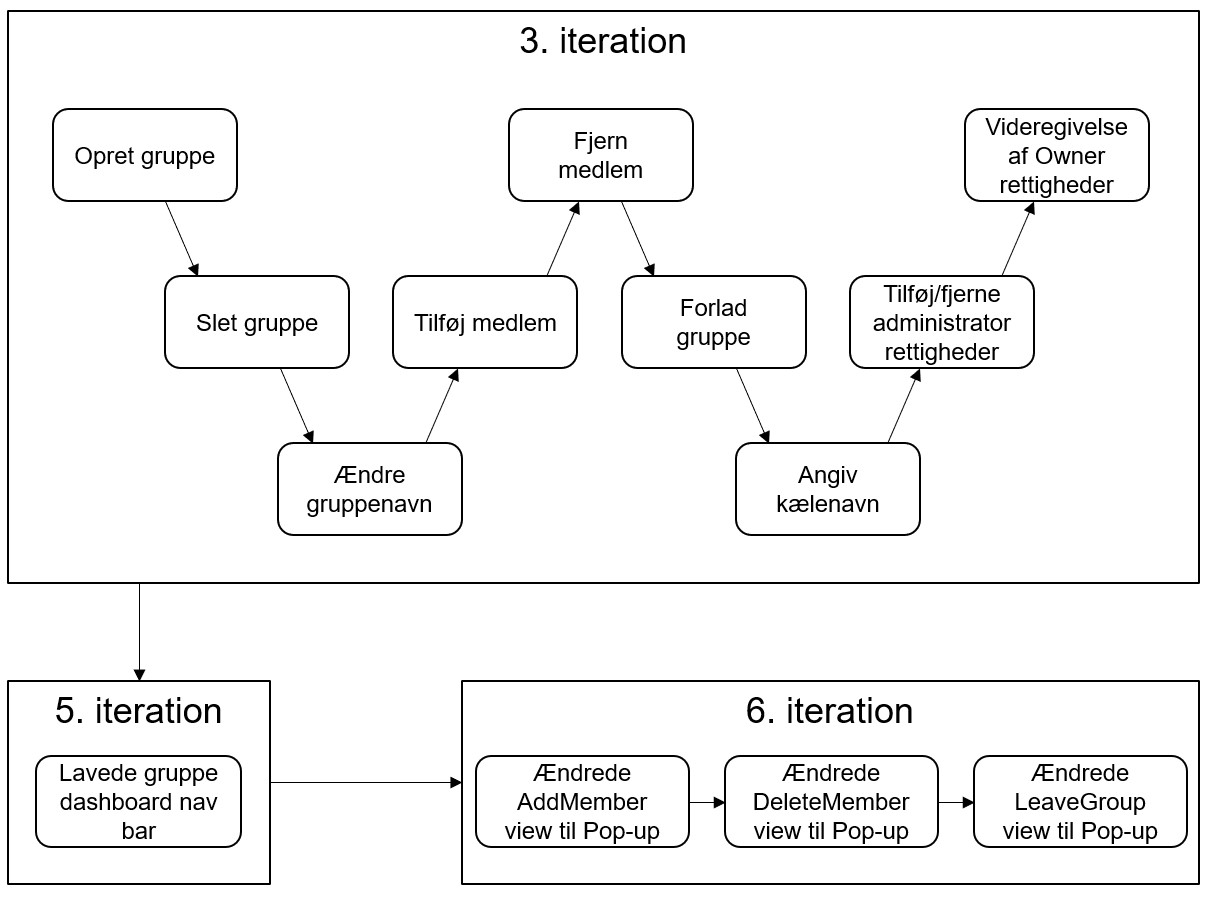 3. iteration
Opret gruppe
Slet gruppe
Ændre
gruppenavn
Tilføj medlem
Fjern
medlem
Forlad
gruppe
Angiv
kælenavn
Tilføj/fjerne
administrator
rettigheder
Videregivelse
af Owner
rettigheder
5. iteration
Lavede gruppe
dashboard nav
bar
6. iteration
Ændrede
AddMember
view til Pop-up
Ændrede
DeleteMember
view til Pop-up
Ændrede
LeaveGroup
view til Pop-up